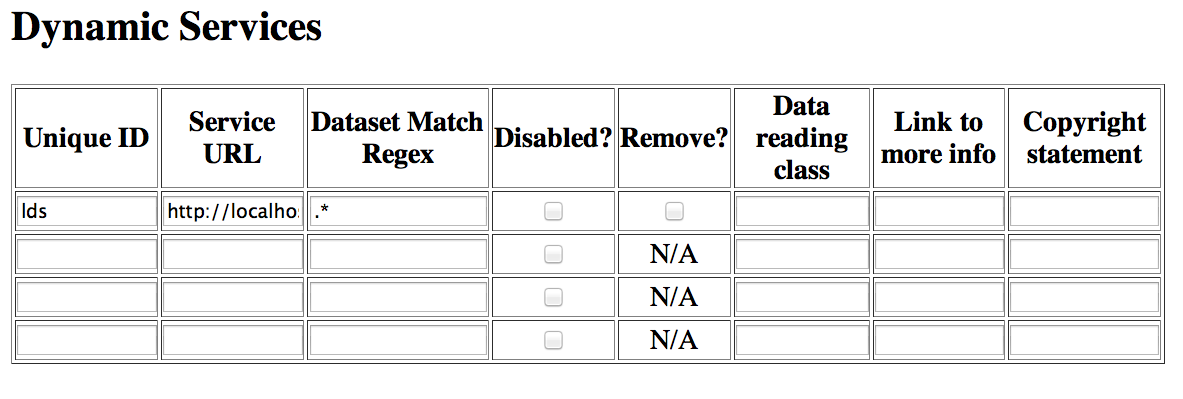 Dynamic Services
Unique ID
Service
URL
Dataset Match
Regex
Disabled?
Remove?
Data
reading
class
Link to
more info
Copyright
statement
lds
http://localho
.*
N/A
N/A
N/A